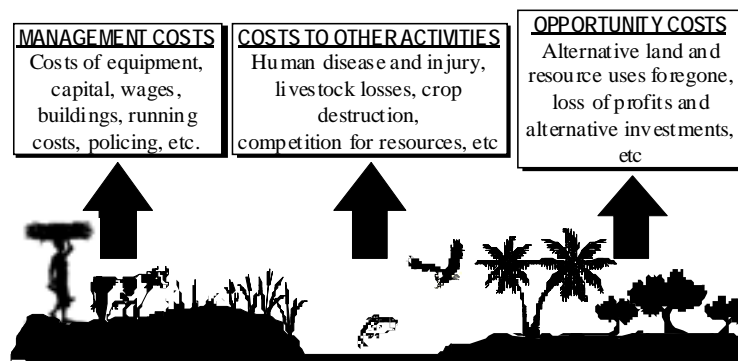 MANAGEMENT COSTS
Costs of equipment,
capital, wages,
buildings, running
costs, policing, etc.
COSTS TO OTHER ACTIVITIES
Human disease and injury,
livestock losses, crop
destruction,
competition for resources, etc
OPPORTUNITY COSTS
Alternative land and
resource uses foregone,
loss of profits and
alternative investments,
etc